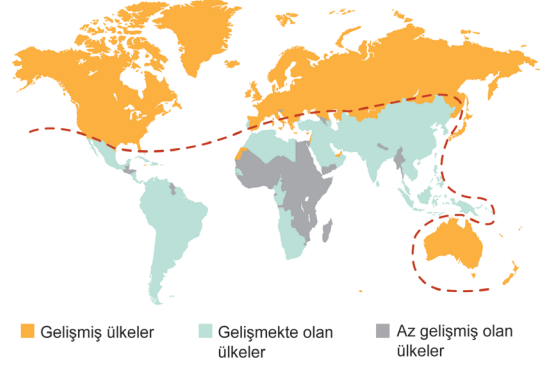 Gelişmiş ülkeler
Gelişmekte olan
ülkeler
Az gelişmiş olan
ülkeler